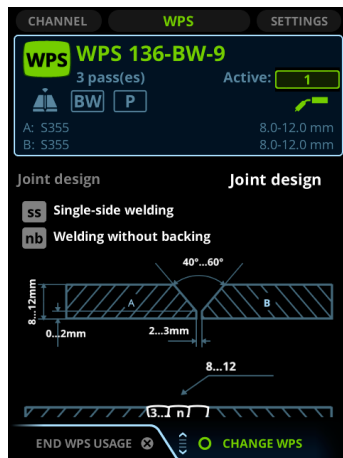 CHANNEL WPS SETTINGS
WPS WPS 136-BW-9
3 pass(es) Active: 1
BW P
A: S355 8.0-12.0 mm
B: S355 8.0-12.0 mm
Joint design Joint design
ss Single-side welding
nb Welding without backing
40°...60°
8...12mm
A B
0...2mm 2...3mm
8...12
3... n
END WPS USAGE CHANGE WPS